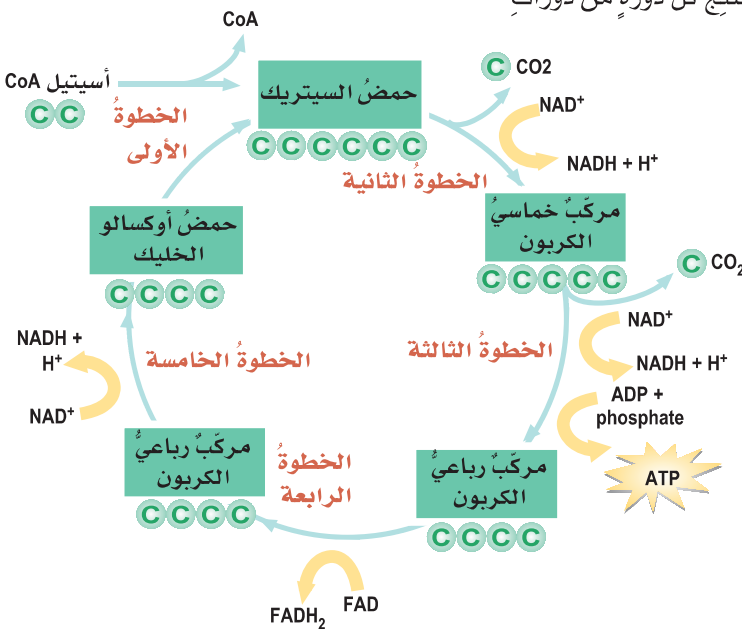 من دوراتِ
CoA
أسيتيل CoA
C C
الخطوةُ
الأولى
حمضُ السيتريك
C C C C C C
C CO2
NAD⁺
NADH + H⁺
الخطوةُ الثانية
مركّبٌ خماسيُّ
الكربون
C C C C C
C CO₂
NAD⁺
NADH + H⁺
ADP +
phosphate
ATP
الخطوةُ الثالثة
مركّبٌ رباعيُّ
الكربون
C C C C
FAD
FADH₂
الخطوةُ
الرابعة
مركّبٌ رباعيُّ
الكربون
C C C C
الخطوةُ الخامسة
NAD⁺
NADH +
H⁺
حمضُ أوكسالو
الخليك
C C C C